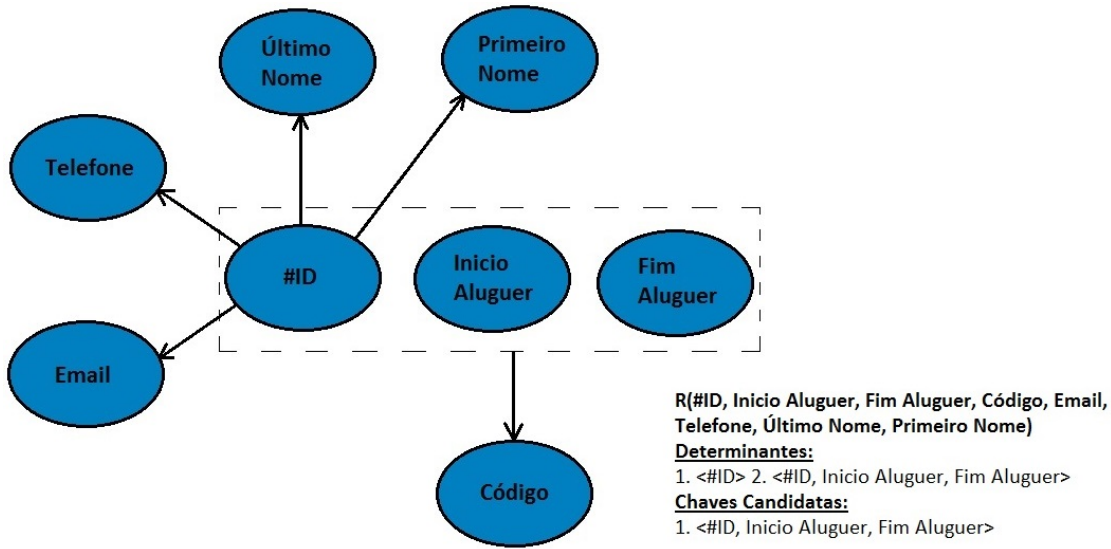 Último
Nome
Primeiro
Nome
Telefone
#ID
Inicio
Aluguer
Fim
Aluguer
Email
Código
R(#ID, Inicio Aluguer, Fim Aluguer, Código, Email,
Telefone, Último Nome, Primeiro Nome)
Determinantes:
1. <#ID> 2. <#ID, Inicio Aluguer, Fim Aluguer>
Chaves Candidatas:
1. <#ID, Inicio Aluguer, Fim Aluguer>